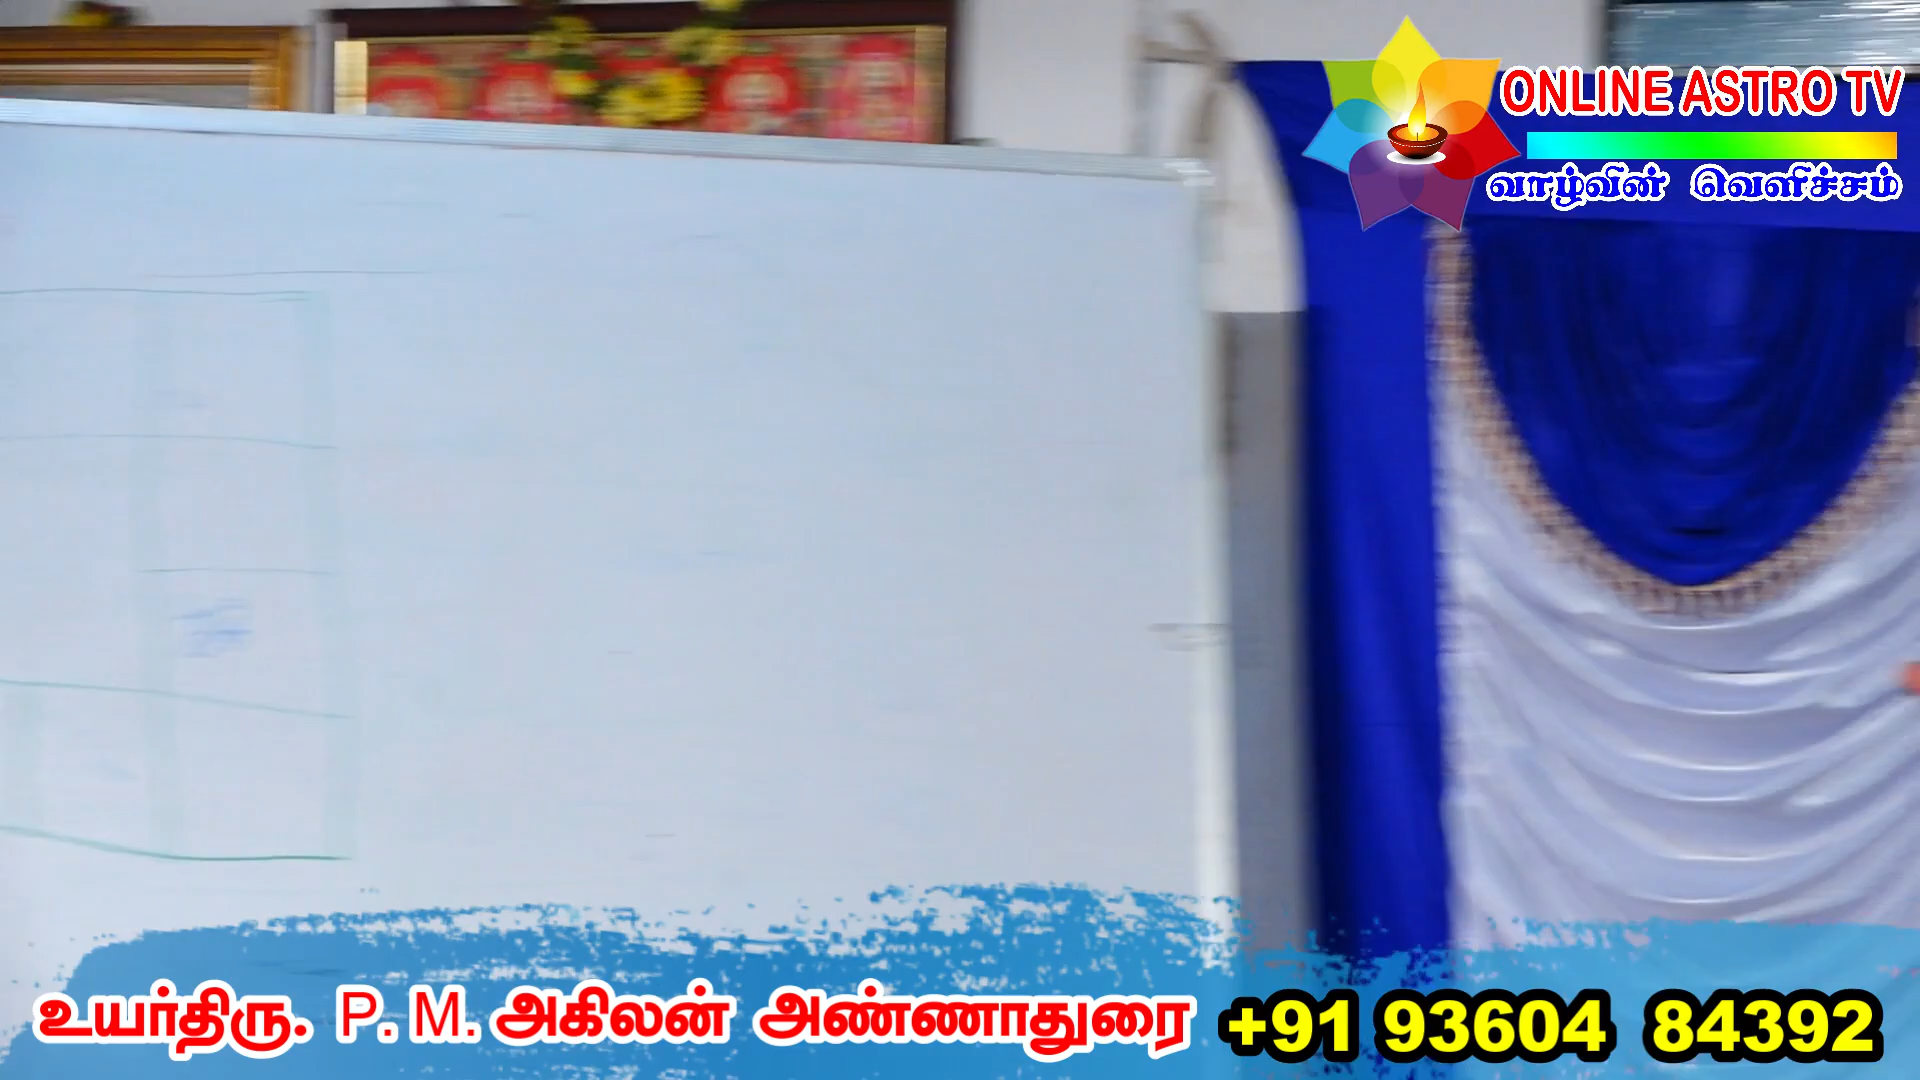 ONLINE ASTRO TV
வாழ்வின் வெளிச்சம்
உயர்திரு. P. M. அகிலன் அண்ணாதுரை +91 93604 84392